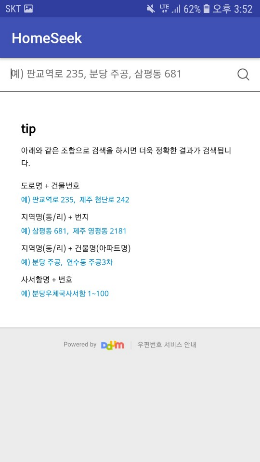 SKT 62% 오후 3:52
HomeSeek
예) 판교역로 235, 분당 주공, 삼평동 681
tip
아래와 같은 조합으로 검색을 하시면 더욱 정확한 결과가 검색됩니
다.
도로명 + 건물번호
예) 판교역로 235, 제주 첨단로 242
지역명(동/리) + 번지
예) 삼평동 681, 제주 영평동 2181
지역명(동/리) + 건물명(아파트명)
예) 분당 주공, 연수동 주공3차
사서함명 + 번호
예) 분당우체국사서함 1~100
Powered by Daum 우편번호 서비스 안내